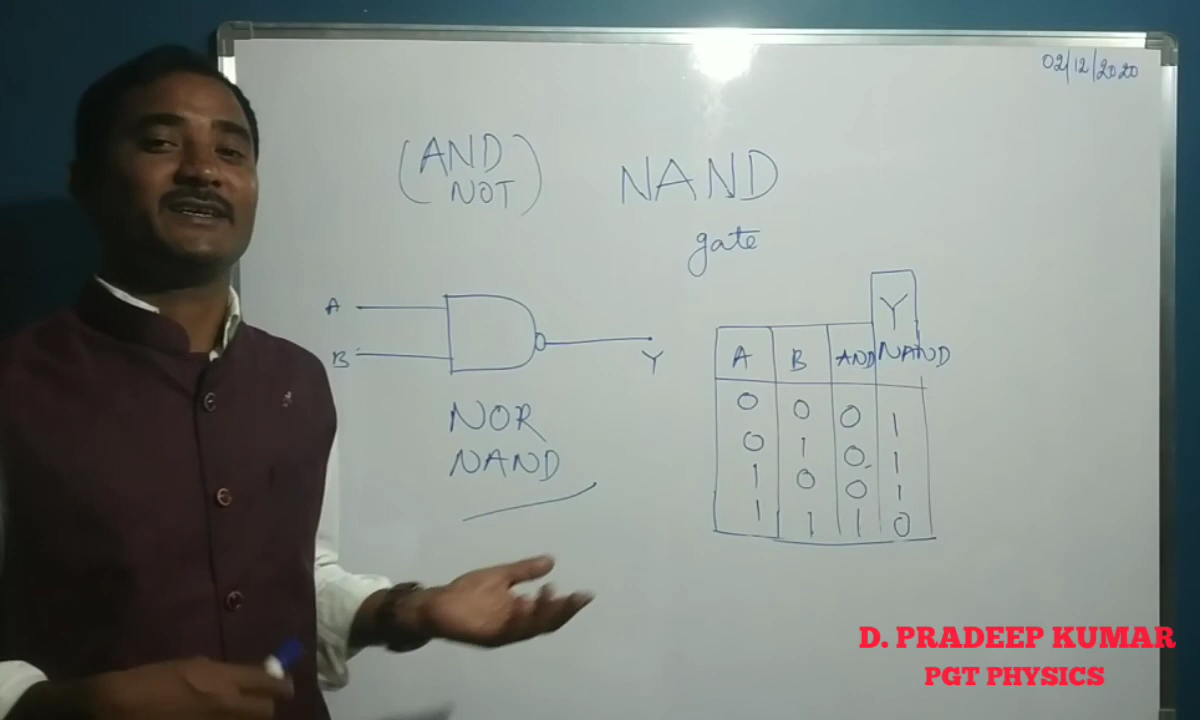 02/12/2020
(AND
NOT)
NAND
gate
A
B
Y
NOR
NAND
Y
A B AND NAND
0 0 0 1
0 1 0 1
1 0 0 1
1 1 1 0
D. PRADEEP KUMAR
PGT PHYSICS